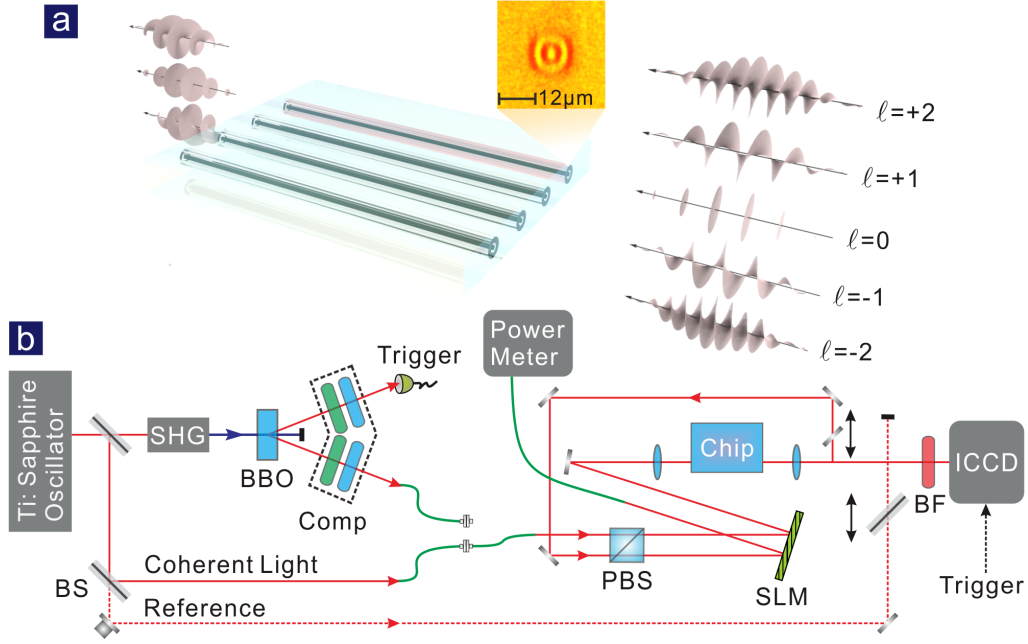 a
12μm
ℓ=+2
ℓ=+1
ℓ=0
ℓ=-1
ℓ=-2
b
Ti: Sapphire
Oscillator
SHG
BBO
Comp
Trigger
Power
Meter
Chip
BF
ICCD
Trigger
PBS
SLM
BS
Coherent Light
Reference